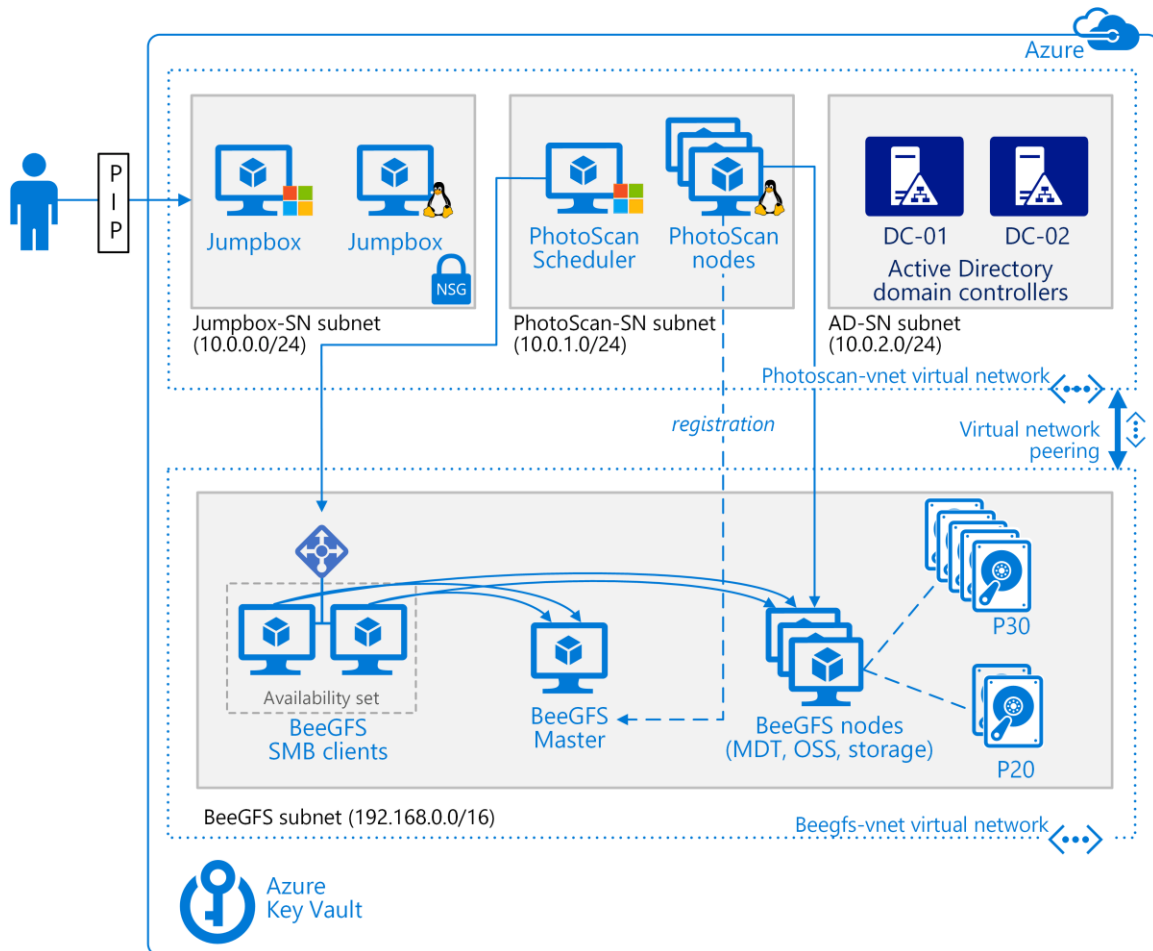 Azure
P
I
P
Jumpbox
Jumpbox
NSG
Jumpbox-SN subnet
(10.0.0.0/24)
PhotoScan
Scheduler
PhotoScan
nodes
PhotoScan-SN subnet
(10.0.1.0/24)
DC-01
DC-02
Active Directory
domain controllers
AD-SN subnet
(10.0.2.0/24)
Photoscan-vnet virtual network
registration
Virtual network
peering
Availability set
BeeGFS
SMB clients
BeeGFS
Master
BeeGFS nodes
(MDT, OSS, storage)
P30
P20
BeeGFS subnet (192.168.0.0/16)
Beegfs-vnet virtual network
Azure
Key Vault